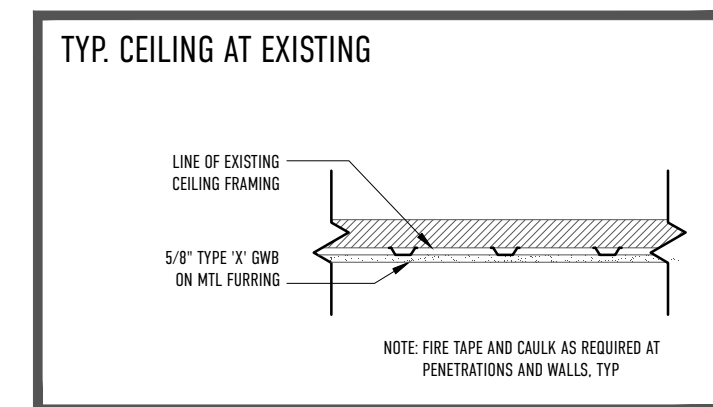 TYP. CEILING AT EXISTING
LINE OF EXISTING
CEILING FRAMING
5/8" TYPE 'X' GWB
ON MTL FURRING
NOTE: FIRE TAPE AND CAULK AS REQUIRED AT
PENETRATIONS AND WALLS, TYP